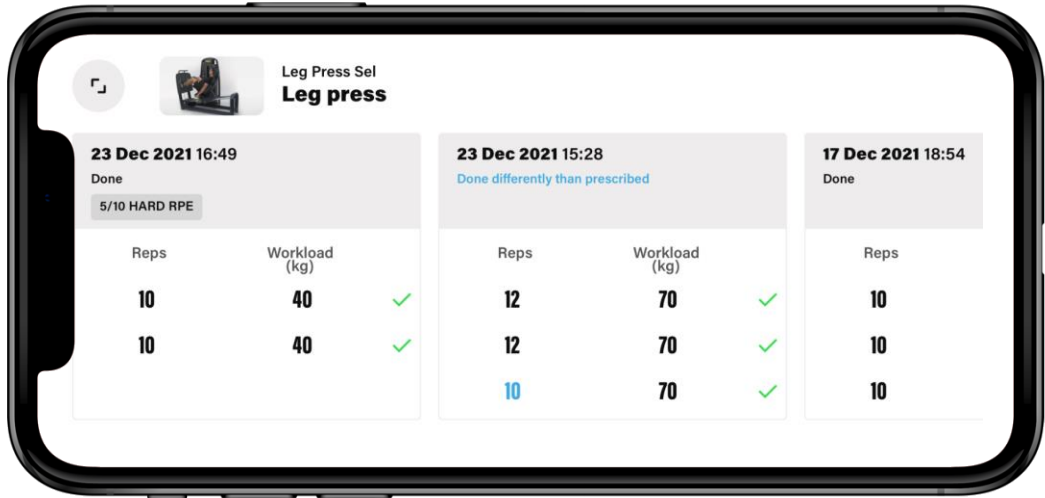 Leg Press Sel
Leg press
23 Dec 2021 16:49
Done
5/10 HARD RPE
Reps Workload (kg)
10 40
10 40
23 Dec 2021 15:28
Done differently than prescribed
Reps Workload (kg)
12 70
12 70
10 70
17 Dec 2021 18:54
Done
Reps
10
10
10